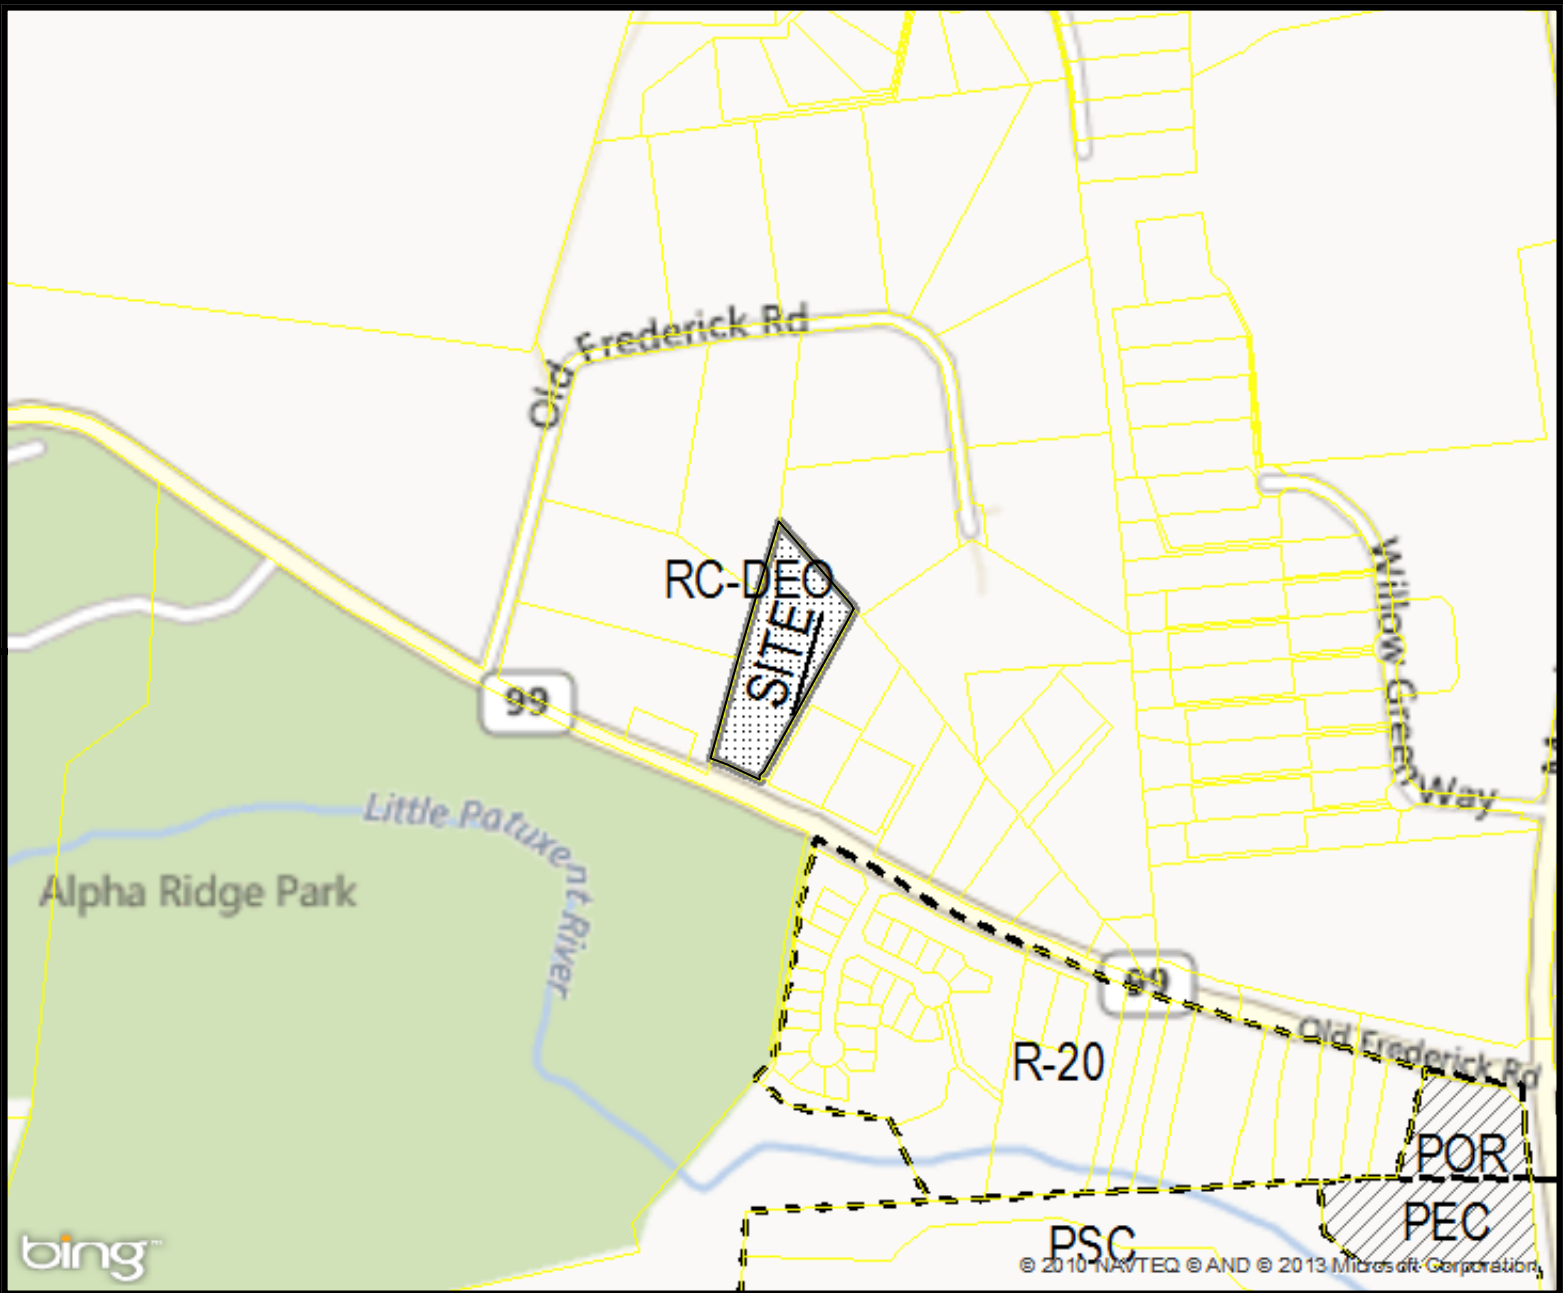 Old Frederick Rd
RC-DEO
SITE
Willow Green Way
99
Little Patuxent River
Alpha Ridge Park
99
Old Frederick Rd
R-20
POR
PEC
PSC
bing™
© 2010 NAVTEQ © AND © 2013 Microsoft Corporation